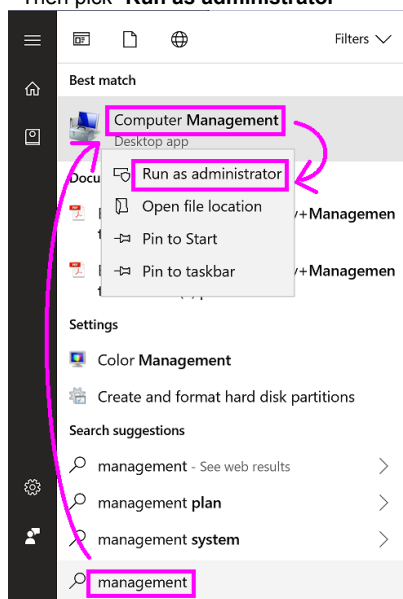 Then pick "Run as administrator"
Filters
Best match
Computer Management
Desktop app
Run as administrator
Open file location
Pin to Start
Pin to taskbar
Docu
y+Managemen
t
y+Managemen
t
Settings
Color Management
Create and format hard disk partitions
Search suggestions
management - See web results
management plan
management system
management